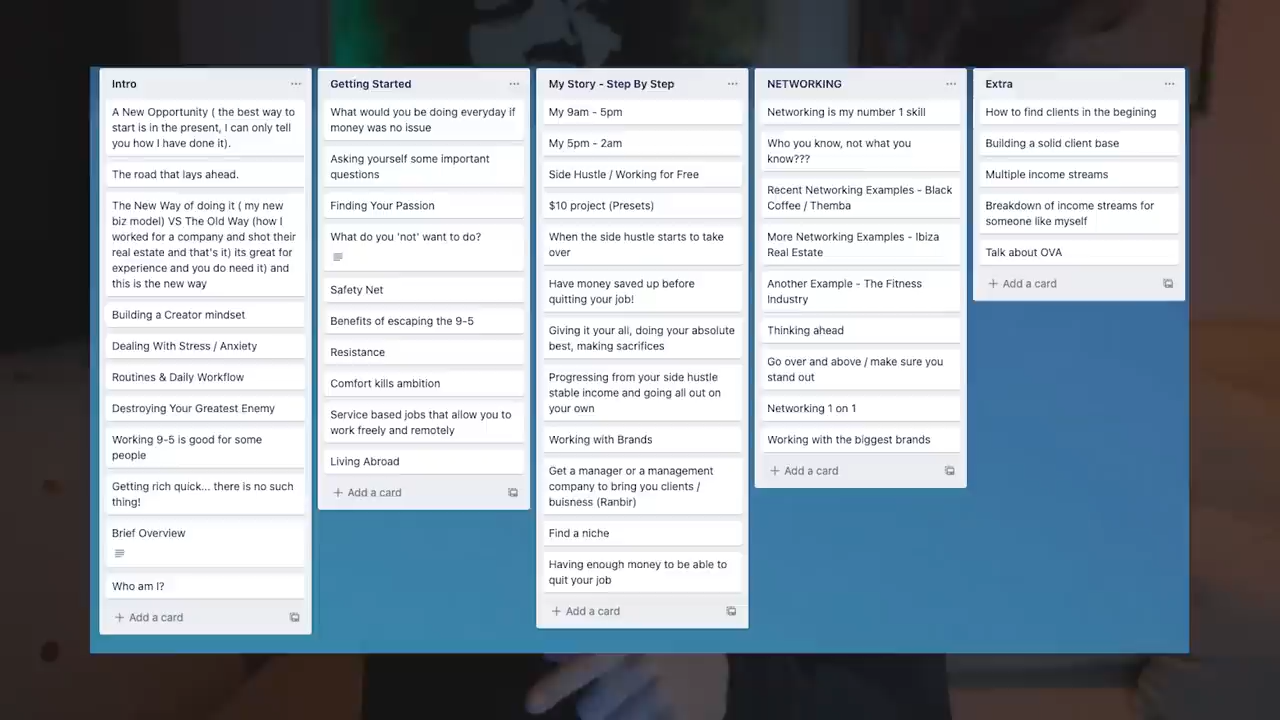 Intro
A New Opportunity ( the best way to
start is in the present, I can only tell
you how I have done it).
The road that lays ahead.
The New Way of doing it ( my new
biz model) VS The Old Way (how I
worked for a company and shot their
real estate and that's it) its great for
experience and you do need it) and
this is the new way
Building a Creator mindset
Dealing With Stress / Anxiety
Routines & Daily Workflow
Destroying Your Greatest Enemy
Working 9-5 is good for some
people
Getting rich quick... there is no such
thing!
Brief Overview
Who am I?
+ Add a card
Getting Started
What would you be doing everyday if
money was no issue
Asking yourself some important
questions
Finding Your Passion
What do you 'not' want to do?
Safety Net
Benefits of escaping the 9-5
Resistance
Comfort kills ambition
Service based jobs that allow you to
work freely and remotely
Living Abroad
+ Add a card
My Story - Step By Step
My 9am - 5pm
My 5pm - 2am
Side Hustle / Working for Free
$10 project (Presets)
When the side hustle starts to take
over
Have money saved up before
quitting your job!
Giving it your all, doing your absolute
best, making sacrifices
Progressing from your side hustle
stable income and going all out on
your own
Working with Brands
Get a manager or a management
company to bring you clients /
buisness (Ranbir)
Find a niche
Having enough money to be able to
quit your job
+ Add a card
NETWORKING
Networking is my number 1 skill
Who you know, not what you
know???
Recent Networking Examples - Black
Coffee / Themba
More Networking Examples - Ibiza
Real Estate
Another Example - The Fitness
Industry
Thinking ahead
Go over and above / make sure you
stand out
Networking 1 on 1
Working with the biggest brands
+ Add a card
Extra
How to find clients in the begining
Building a solid client base
Multiple income streams
Breakdown of income streams for
someone like myself
Talk about OVA
+ Add a card